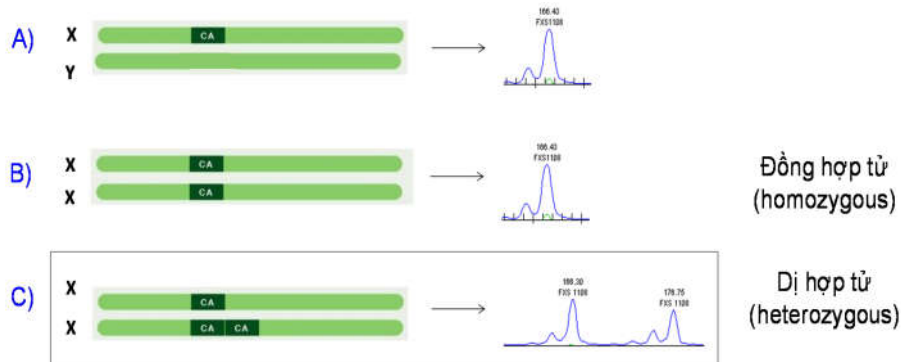 A)
X
CA
Y
166.40
FXS1108
B)
X
CA
X
CA
166.40
FXS1108
Đồng hợp tử
(homozygous)
C)
X
CA
X
CA CA
166.30
FXS 1108
176.75
FXS 1108
Dị hợp tử
(heterozygous)